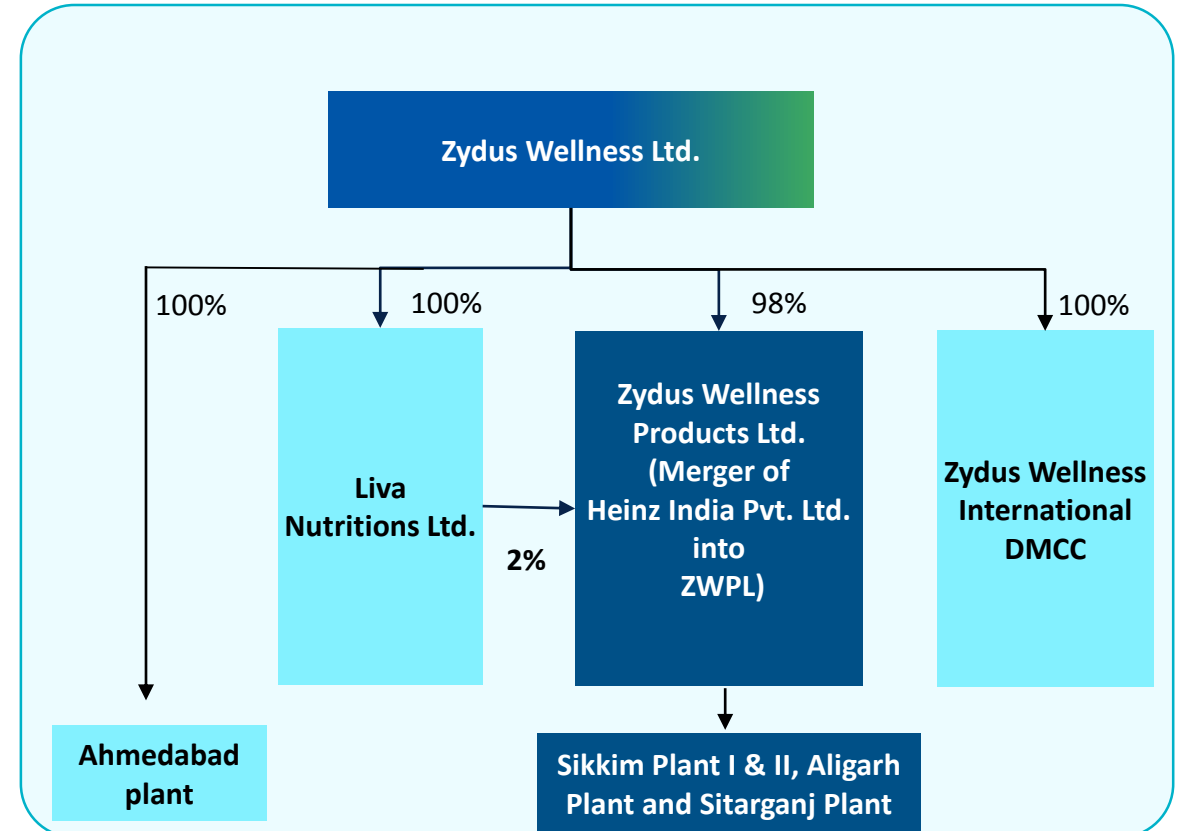 Zydus Wellness Ltd.
100%
100%
98%
100%
Liva
Nutritions Ltd.
2%
Zydus Wellness
Products Ltd.
(Merger of
Heinz India Pvt. Ltd.
into
ZWPL)
Zydus Wellness
International
DMCC
Ahmedabad
plant
Sikkim Plant I & II, Aligarh
Plant and Sitarganj Plant